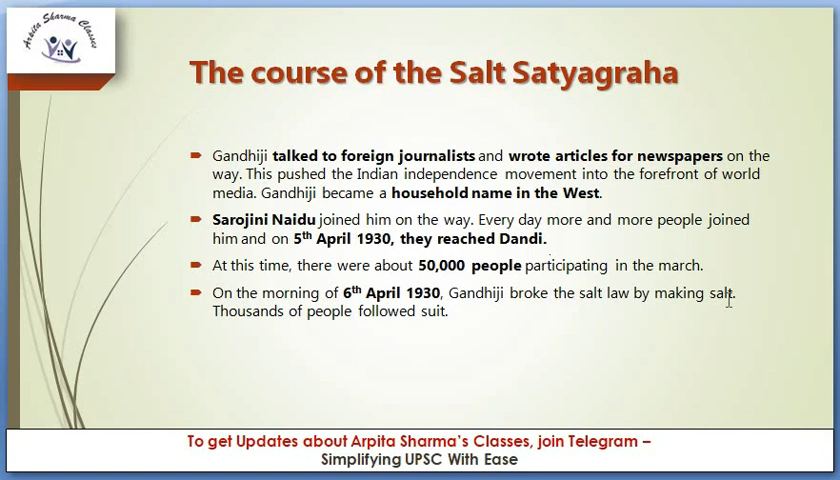 Arpita Sharma Classes
The course of the Salt Satyagraha
Gandhiji talked to foreign journalists and wrote articles for newspapers on the
way. This pushed the Indian independence movement into the forefront of world
media. Gandhiji became a household name in the West.
Sarojini Naidu joined him on the way. Every day more and more people joined
him and on 5th April 1930, they reached Dandi.
At this time, there were about 50,000 people participating in the march.
On the morning of 6th April 1930, Gandhiji broke the salt law by making salt.
Thousands of people followed suit.
To get Updates about Arpita Sharma's Classes, join Telegram –
Simplifying UPSC With Ease